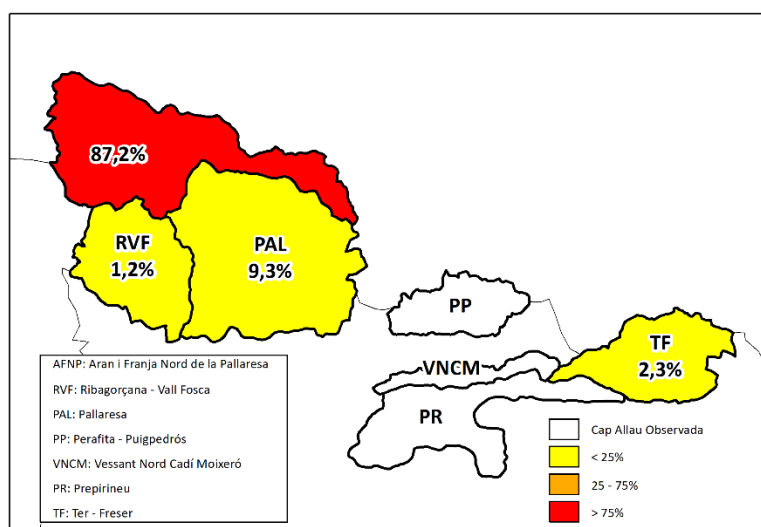 87,2%
RVF
1,2%
PAL
9,3%
PP
TF
2,3%
VNCM
PR
AFNP: Aran i Franja Nord de la Pallaresa
RVF: Ribagorçana - Vall Fosca
PAL: Pallaresa
PP: Perafita - Puigpedrós
VNCM: Vessant Nord Cadí Moixeró
PR: Prepirineu
TF: Ter - Freser
Cap Allau Observada
< 25%
25 - 75%
> 75%